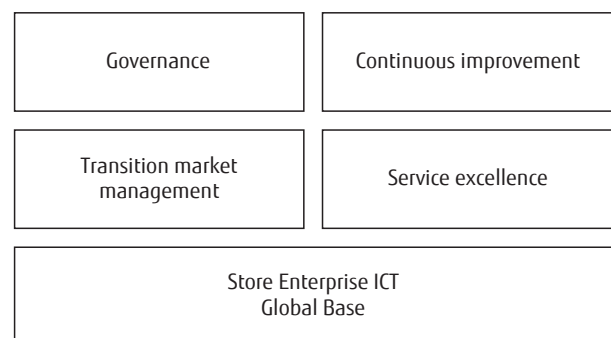 Governance
Continuous improvement
Transition market
management
Service excellence
Store Enterprise ICT
Global Base